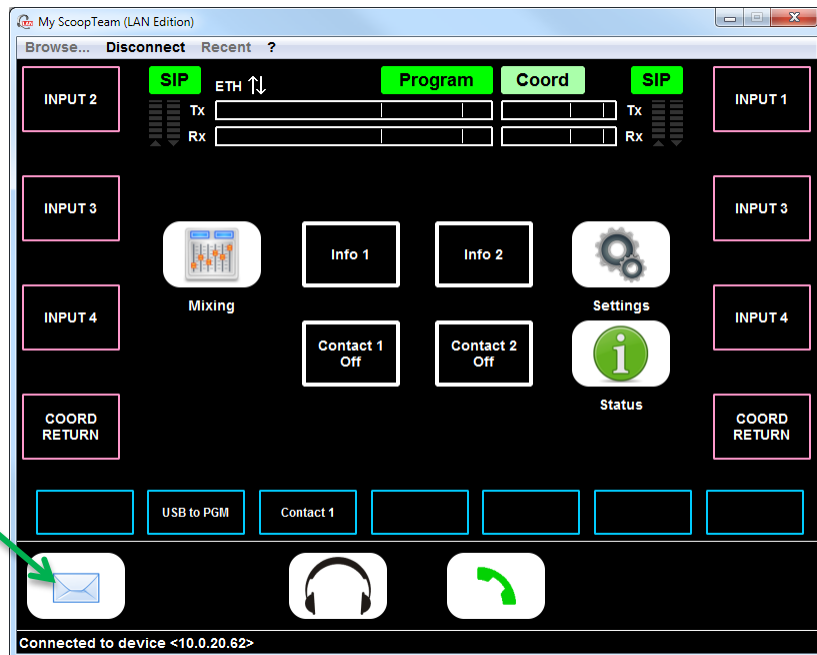 My ScoopTeam (LAN Edition)
Browse... Disconnect Recent ?
SIP ETH Program Coord SIP
Tx Tx
Rx Rx
INPUT 2 INPUT 1
INPUT 3 INPUT 3
Info 1 Info 2
Mixing Settings
INPUT 4 INPUT 4
Contact 1
Off
Contact 2
Off
Status
COORD
RETURN
COORD
RETURN
USB to PGM Contact 1
Connected to device <10.0.20.62>